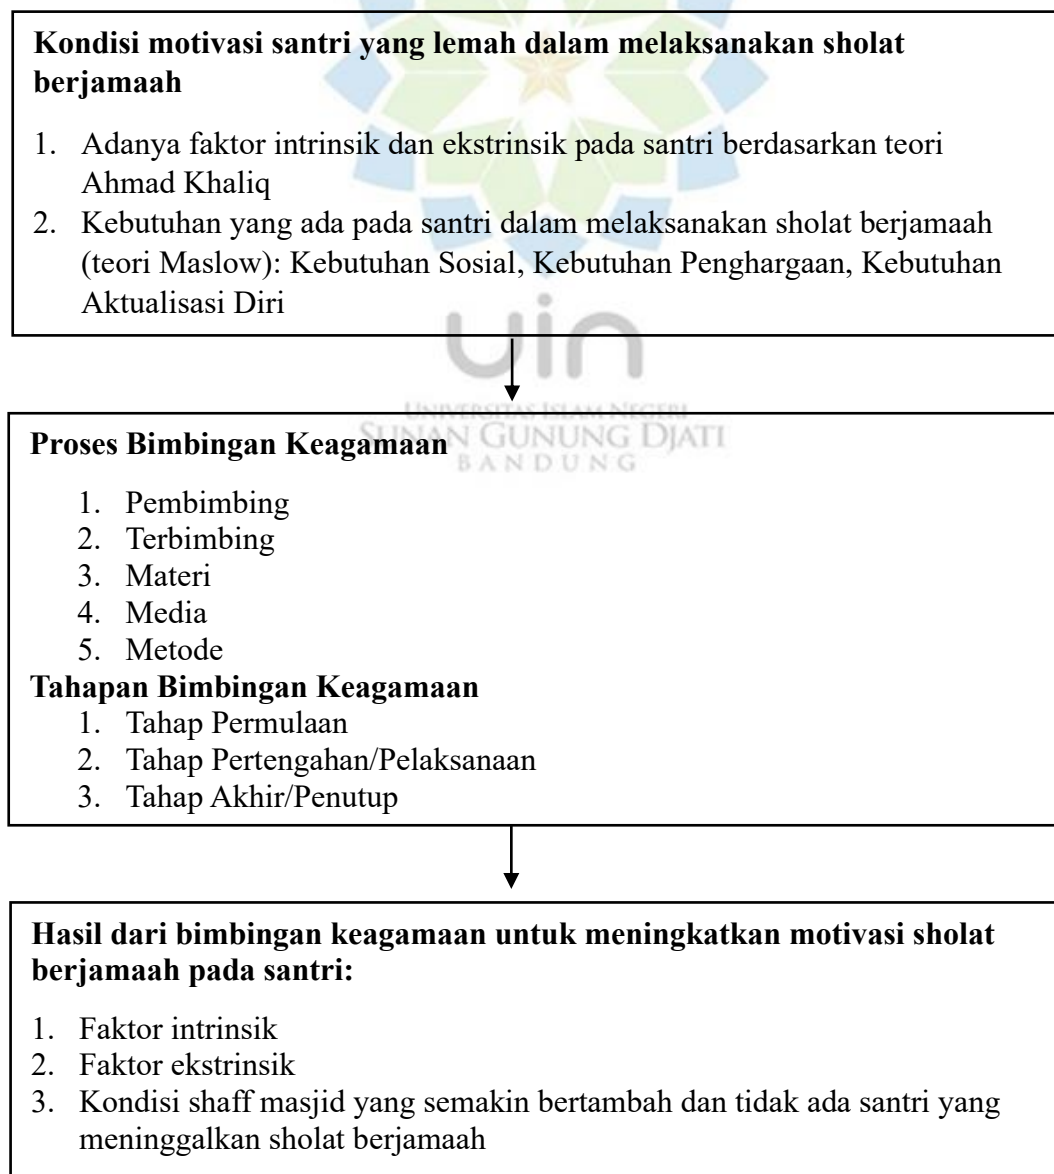 Kondisi motivasi santri yang lemah dalam melaksanakan sholat
berjamaah
1. Adanya faktor intrinsik dan ekstrinsik pada santri berdasarkan teori
Ahmad Khaliq
2. Kebutuhan yang ada pada santri dalam melaksanakan sholat berjamaah
(teori Maslow): Kebutuhan Sosial, Kebutuhan Penghargaan, Kebutuhan
Aktualisasi Diri
uin
UNIVERSITAS ISLAM NEGERI
SUNAN GUNUNG DJATI
BANDUNG
Proses Bimbingan Keagamaan
1. Pembimbing
2. Terbimbing
3. Materi
4. Media
5. Metode
Tahapan Bimbingan Keagamaan
1. Tahap Permulaan
2. Tahap Pertengahan/Pelaksanaan
3. Tahap Akhir/Penutup
Hasil dari bimbingan keagamaan untuk meningkatkan motivasi sholat
berjamaah pada santri:
1. Faktor intrinsik
2. Faktor ekstrinsik
3. Kondisi shaff masjid yang semakin bertambah dan tidak ada santri yang
meninggalkan sholat berjamaah